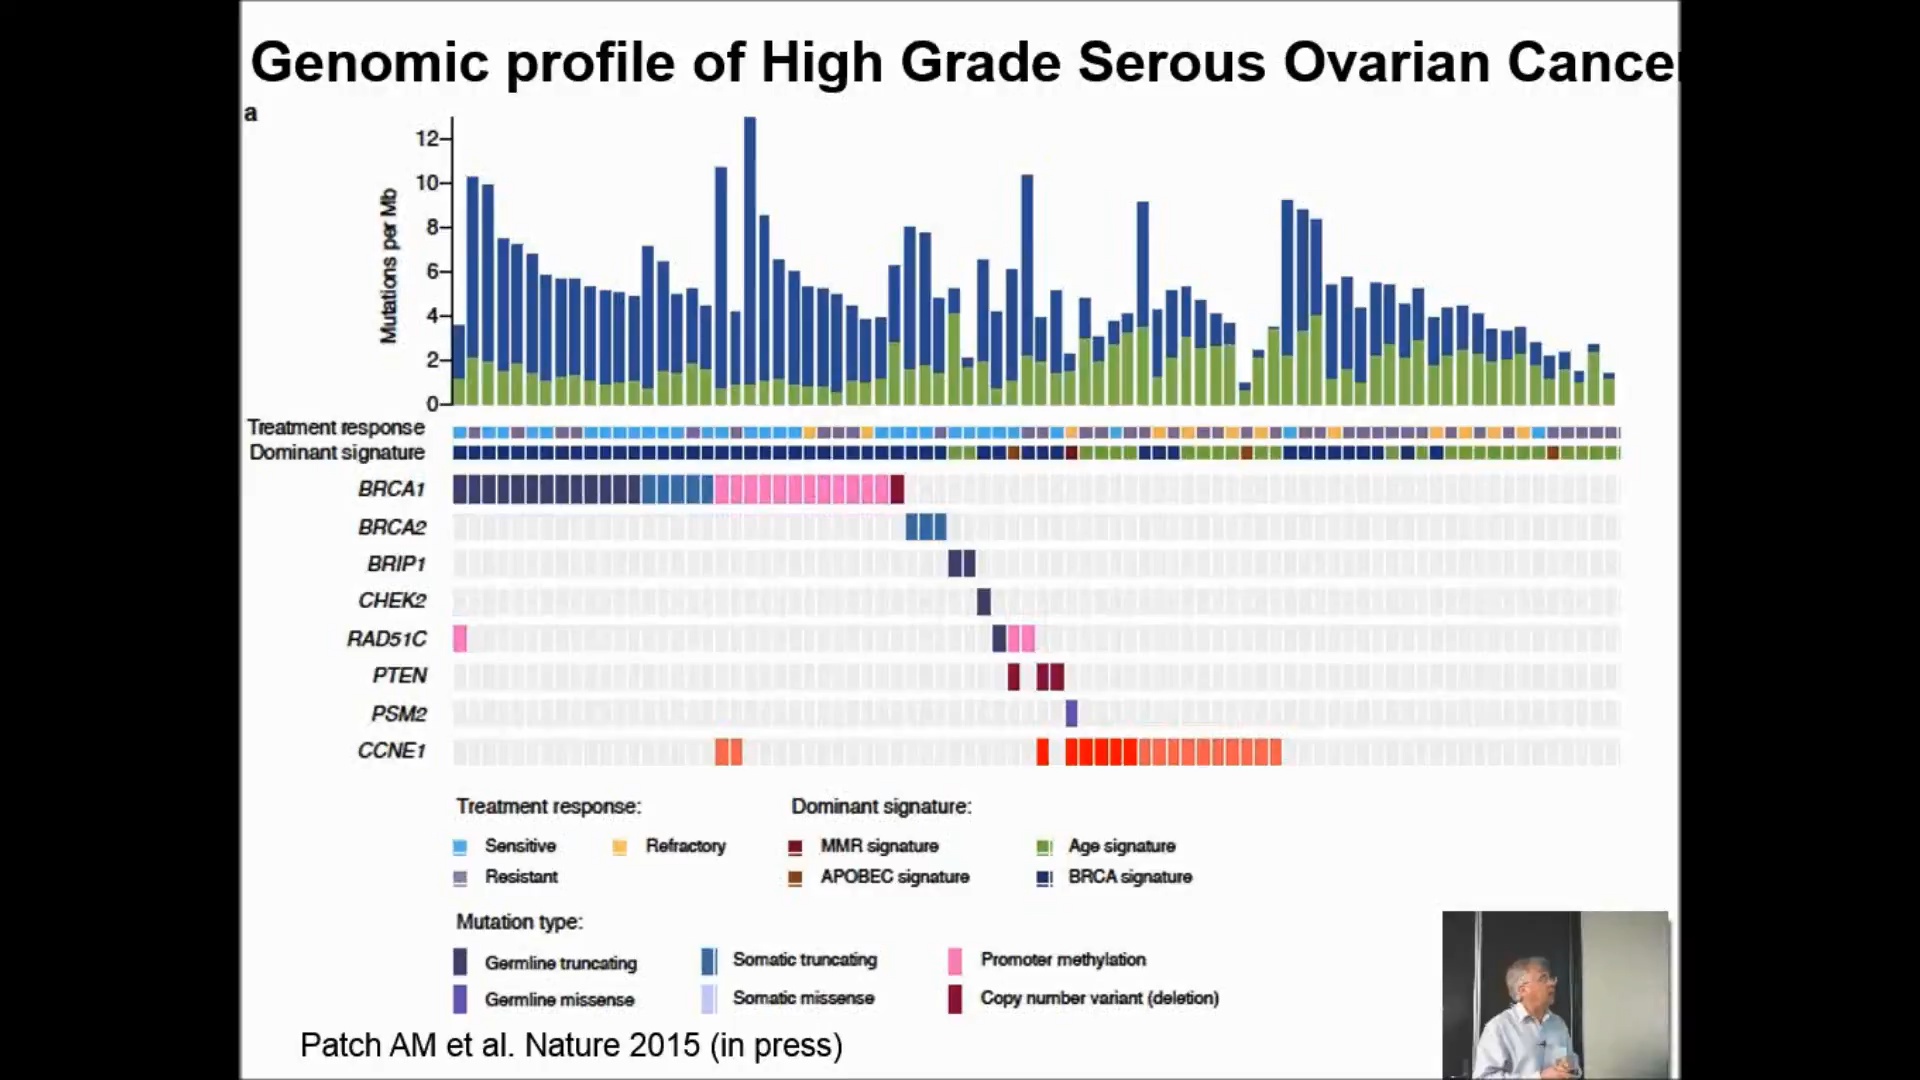 Genomic profile of High Grade Serous Ovarian Cancer
a
Mutations per Mb
12
10
8
6
4
2
0
Treatment response
Dominant signature
BRCA1
BRCA2
BRIP1
CHEK2
RAD51C
PTEN
PSM2
CCNE1
Treatment response:
Dominant signature:
Sensitive
Refractory
MMR signature
Age signature
Resistant
APOBEC signature
BRCA signature
Mutation type:
Germline truncating
Somatic truncating
Promoter methylation
Germline missense
Somatic missense
Copy number variant (deletion)
Patch AM et al. Nature 2015 (in press)